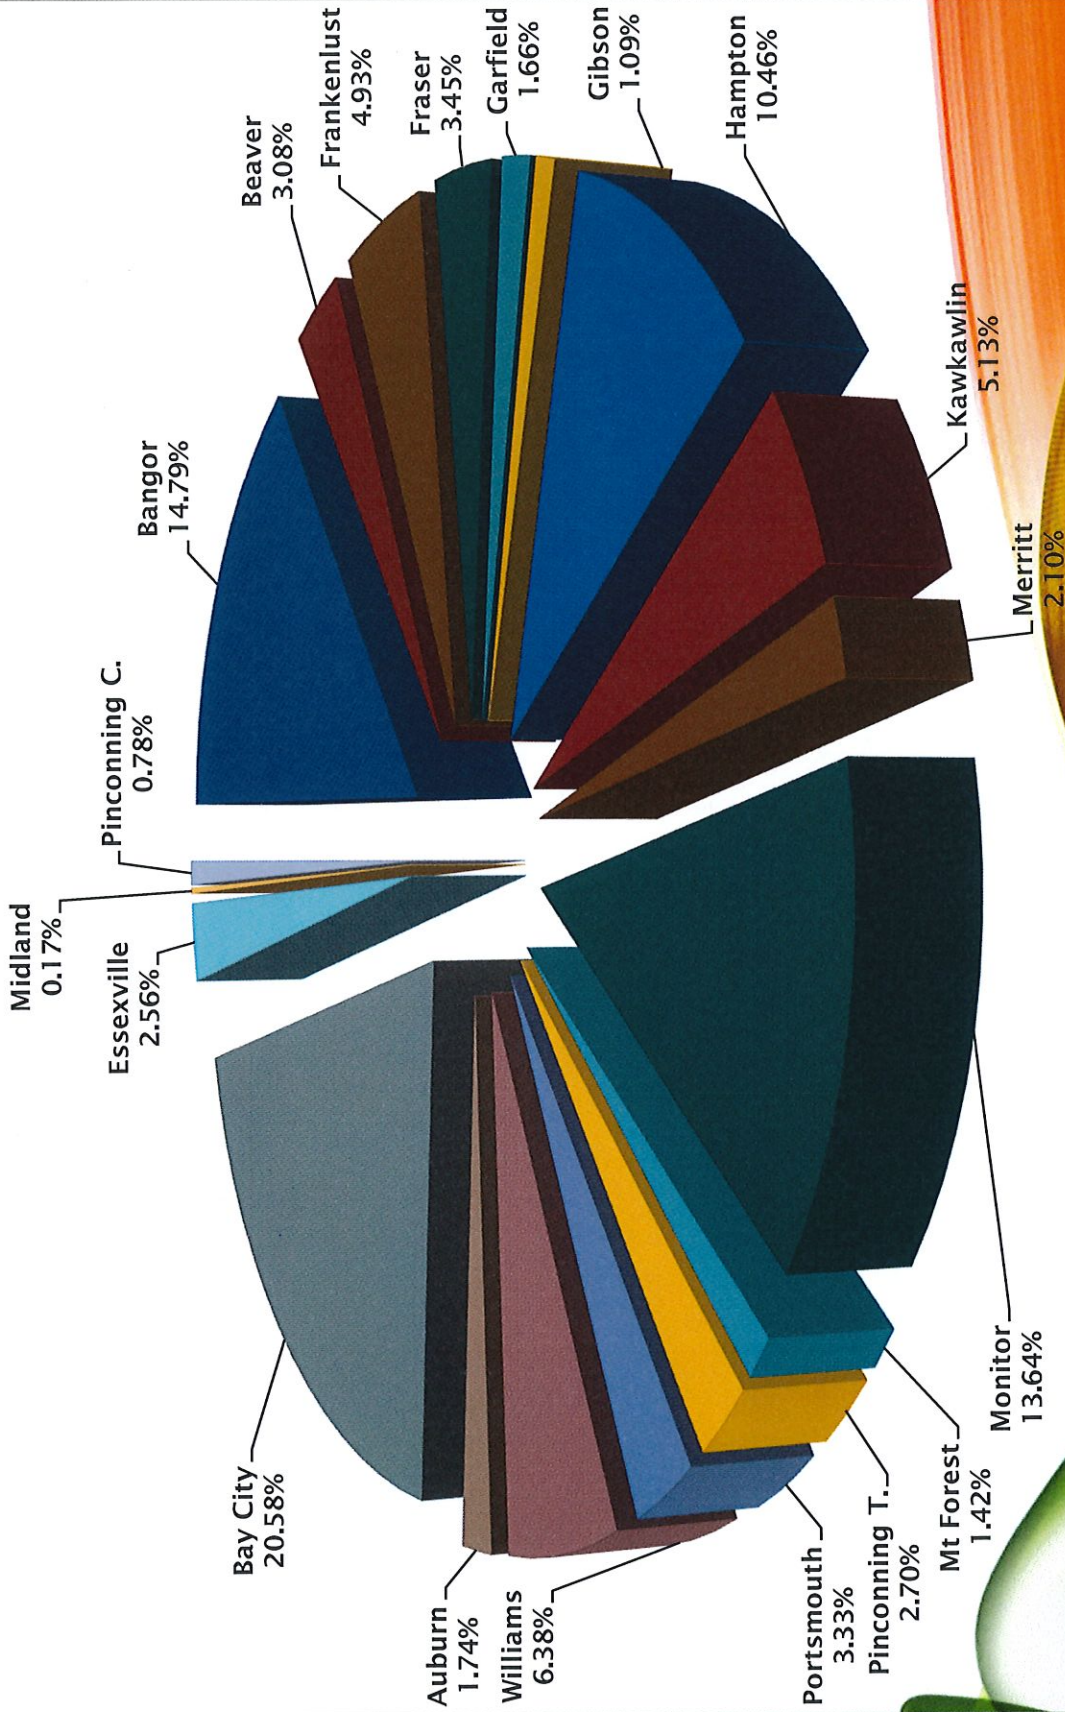 Midland
0.17%
Pinconning C.
0.78%
Essexville
2.56%
Bangor
14.79%
Beaver
3.08%
Frankenlust
4.93%
Fraser
3.45%
Garfield
1.66%
Gibson
1.09%
Hampton
10.46%
Kawkawlin
5.13%
Merritt
2.10%
Monitor
13.64%
Mt Forest
1.42%
Pinconning T.
2.70%
Portsmouth
3.33%
Williams
6.38%
Auburn
1.74%
Bay City
20.58%